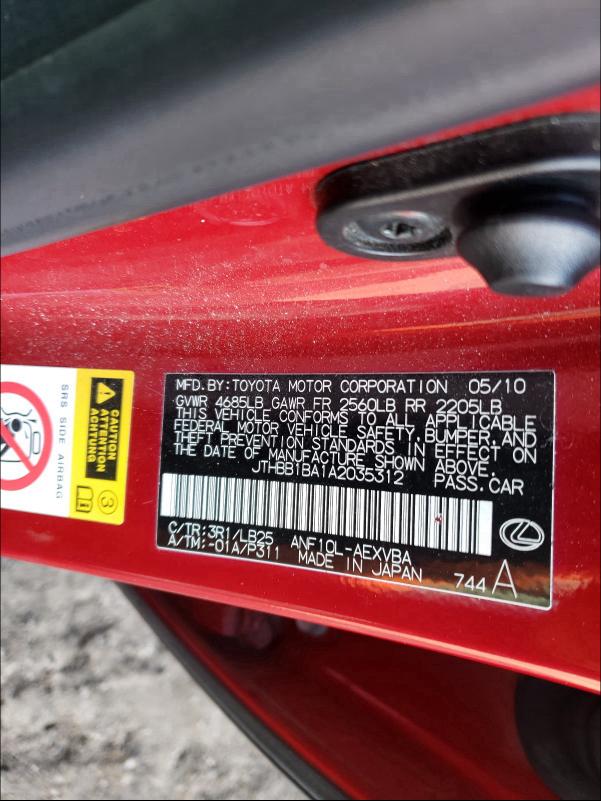 MFD.BY:TOYOTA MOTOR CORPORATION 05/10
GVWR 4685LB GAWR FR 2560LB RR 2205LB
THIS VEHICLE CONFORMS TO ALL APPLICABLE
FEDERAL MOTOR VEHICLE SAFETY,BUMPER,AND
THEFT PREVENTION STANDARDS IN EFFECT ON
THE DATE OF MANUFACTURE SHOWN ABOVE.
JTHBB1BA1A2035312 PASS.CAR
C/TR:3R1/LB25 ANF10L-AEXVBA
A/TM:-01A/P311 MADE IN JAPAN 744 A
SRS SIDE AIRBAG
ATTENTION
ACHTUNG
3